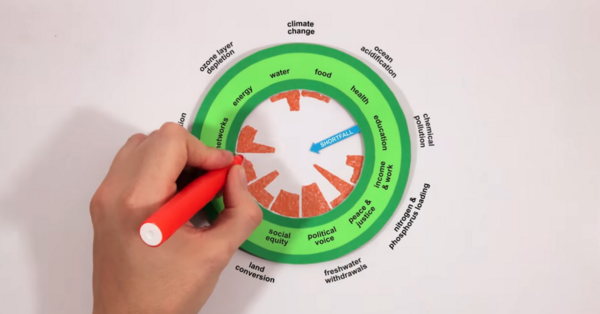 climate
change
ocean
acidification
chemical
pollution
nitrogen &
phosphorus loading
freshwater
withdrawals
land
conversion
ozone layer
depletion
water
food
health
education
income
& work
peace &
justice
political
voice
social
equity
networks
energy
SHORTFALL